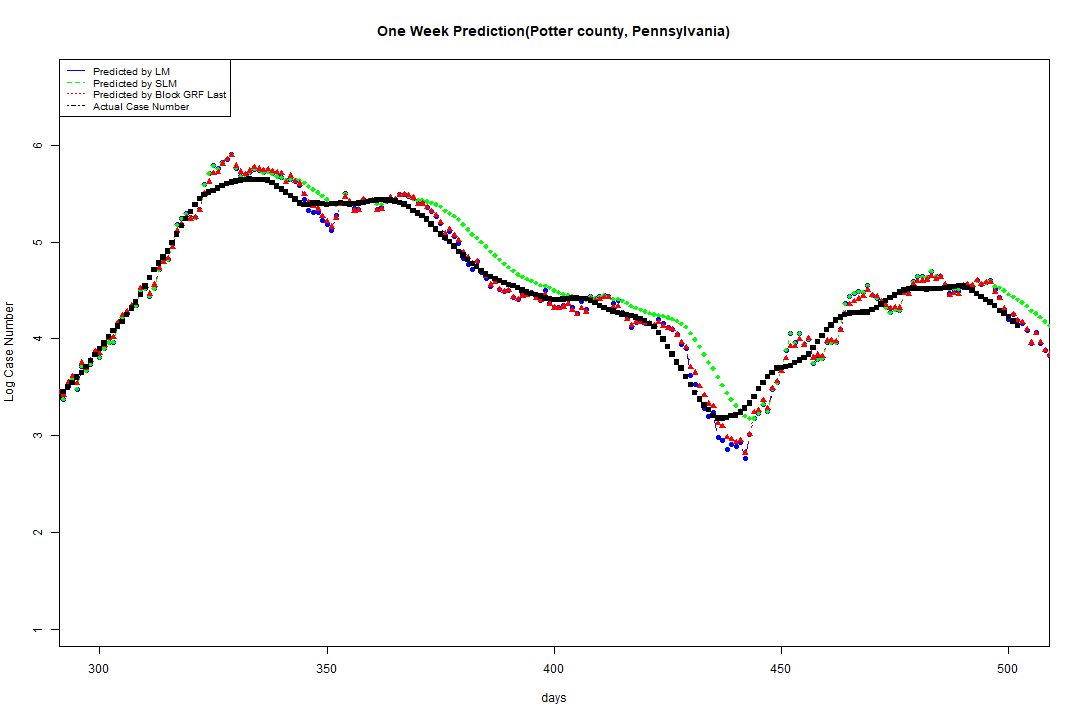 One Week Prediction(Potter county, Pennsylvania)
Predicted by LM
Predicted by SLM
Predicted by Block GRF Last
Actual Case Number
6
5
4
3
2
1
Log Case Number
300 350 400 450 500
days